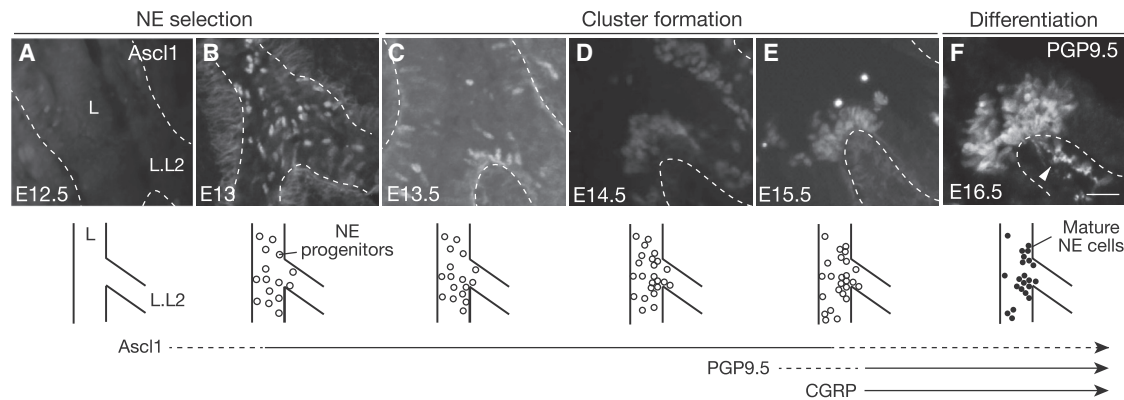 NE selection
Cluster formation
Differentiation
A
Ascl1
L
L.L2
E12.5
B
E13
C
E13.5
D
E14.5
E
E15.5
F
PGP9.5
E16.5
L
L.L2
NE
progenitors
Mature
NE cells
Ascl1
PGP9.5
CGRP